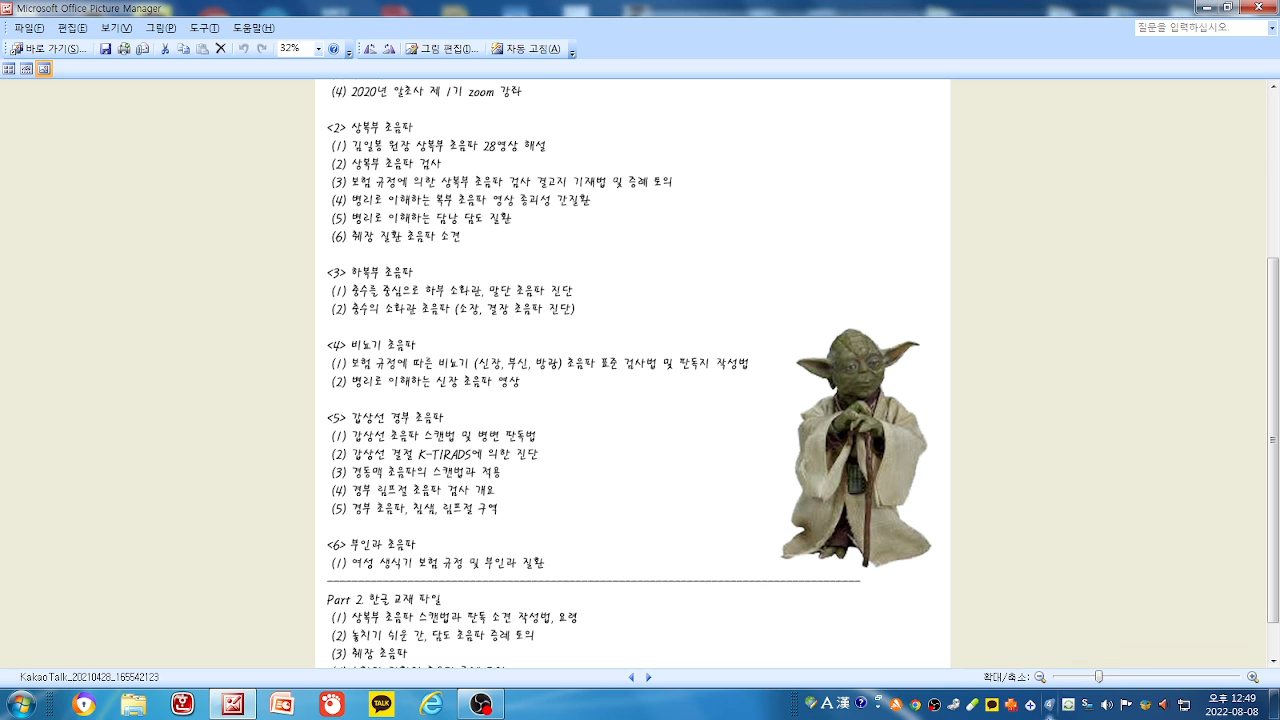 Microsoft Office Picture Manager
파일(F) 편집(E) 보기(V) 그림(P) 도구(T) 도움말(H)
질문을 입력하십시오.
바로 가기(S)... 32% 그림 편집(I)... 자동 고침(A)
(4) 2020년 알초사 제 1기 zoom 강좌
<2> 상복부 초음파
(1) 김일봉 원장 상복부 초음파 28영상 해설
(2) 상복부 초음파 검사
(3) 보험 규정에 의한 상복부 초음파 검사 결고지 기재법 및 증례 토의
(4) 병리로 이해하는 복부 초음파 영상 종괴성 간질환
(5) 병리로 이해하는 담낭 담도 질환
(6) 췌장 질환 초음파 소견
<3> 하복부 초음파
(1) 충수를 중심으로 하부 소화관, 말단 초음파 진단
(2) 충수의 소화관 초음파 (소장, 결장 초음파 진단)
<4> 비뇨기 초음파
(1) 보험 규정에 따른 비뇨기 (신장, 부신, 방광) 초음파 표준 검사법 및 판독지 작성법
(2) 병리로 이해하는 신장 초음파 영상
<5> 갑상선 경부 초음파
(1) 갑상선 초음파 스캔법 및 병변 판독법
(2) 갑상선 결절 K-TIRADS에 의한 진단
(3) 경동맥 초음파의 스캔법과 적용
(4) 경부 림프절 초음파 검사 개요
(5) 경부 초음파, 침샘, 림프절 구역
<6> 부인과 초음파
(1) 여성 생식기 보험 규정 및 부인과 질환
Part 2. 한글 교재 파일
(1) 상복부 초음파 스캔법과 판독 소견 작성법, 요령
(2) 놓치기 쉬운 간, 담도 초음파 증례 토의
(3) 췌장 초음파
KakaoTalk_20210428_165542123
확대/축소:
TALK
A 漢
오후 12:49
2022-08-08